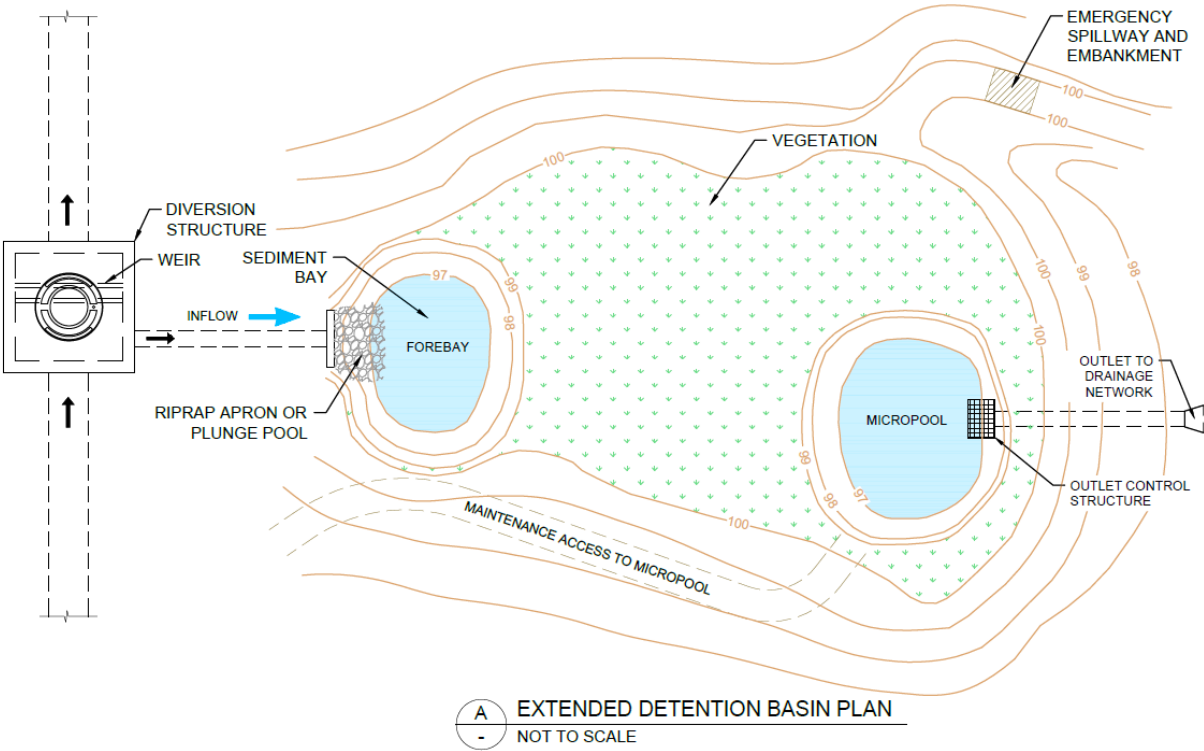 EMERGENCY
SPILLWAY AND
EMBANKMENT
100
100
VEGETATION
100
DIVERSION
STRUCTURE
WEIR
SEDIMENT
BAY
97
99
98
INFLOW
FOREBAY
RIPRAP APRON OR
PLUNGE POOL
100
99
98
100
OUTLET TO
DRAINAGE
NETWORK
MICROPOOL
99
98
97
OUTLET CONTROL
STRUCTURE
100
MAINTENANCE ACCESS TO MICROPOOL
A
-
EXTENDED DETENTION BASIN PLAN
NOT TO SCALE